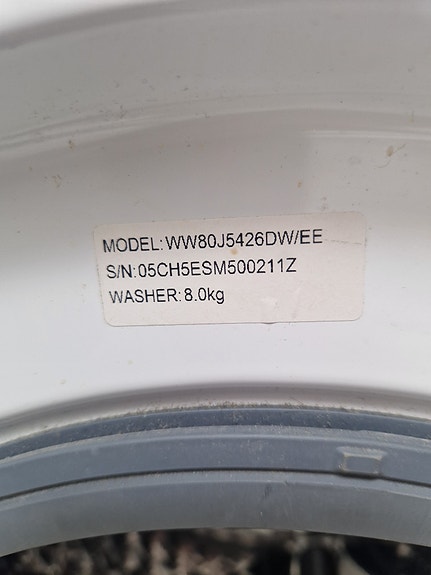 MODEL: WW80J5426DW/EE
S/N: 05CH5ESM500211Z
WASHER: 8.0kg